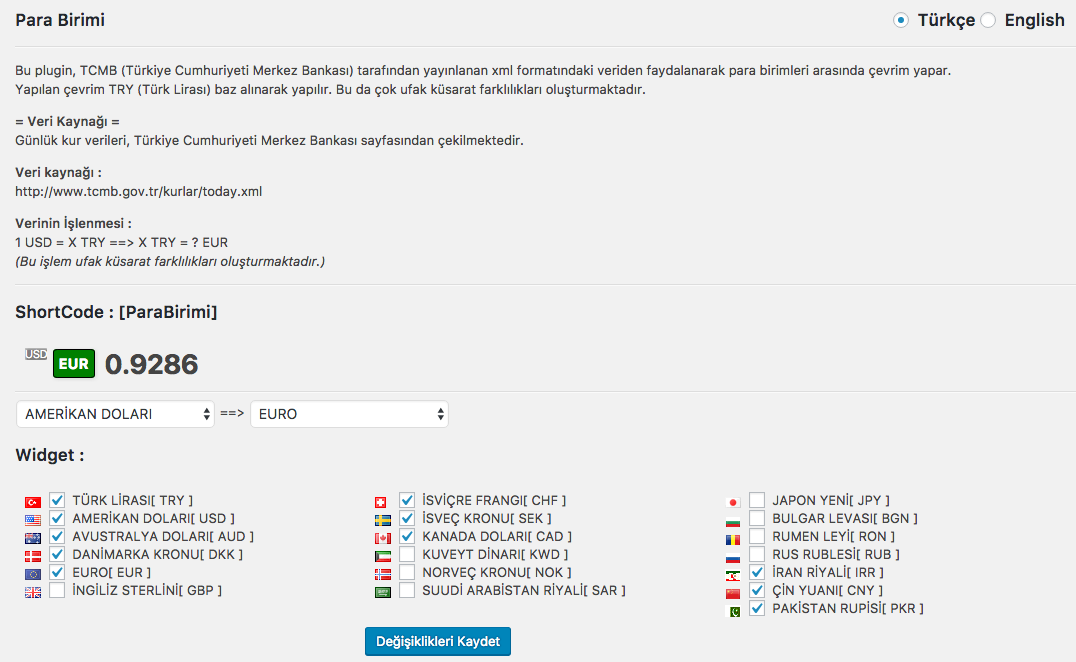 Para Birimi
Türkçe English
Bu plugin, TCMB (Türkiye Cumhuriyeti Merkez Bankası) tarafından yayınlanan xml formatındaki veriden faydalanarak para birimleri arasında çevrim yapar.
Yapılan çevrim TRY (Türk Lirası) baz alınarak yapılır. Bu da çok ufak küsarat farklılıkları oluşturmaktadır.
= Veri Kaynağı =
Günlük kur verileri, Türkiye Cumhuriyeti Merkez Bankası sayfasından çekilmektedir.
Veri kaynağı :
http://www.tcmb.gov.tr/kurlar/today.xml
Verinin İşlenmesi :
1 USD = X TRY ==> X TRY = ? EUR
(Bu işlem ufak küsarat farklılıkları oluşturmaktadır.)
ShortCode : [ParaBirimi]
USD EUR 0.9286
AMERİKAN DOLARI ==> EURO
Widget :
TÜRK LİRASI[ TRY ]
AMERİKAN DOLARI[ USD ]
AVUSTRALYA DOLARI[ AUD ]
DANİMARKA KRONU[ DKK ]
EURO[ EUR ]
İNGİLİZ STERLİNİ[ GBP ]
İSVİÇRE FRANGI[ CHF ]
İSVEÇ KRONU[ SEK ]
KANADA DOLARI[ CAD ]
KUVEYT DİNARI[ KWD ]
NORVEÇ KRONU[ NOK ]
SUUDİ ARABİSTAN RİYALİ[ SAR ]
JAPON YENİ[ JPY ]
BULGAR LEVASI[ BGN ]
RUMEN LEYİ[ RON ]
RUS RUBLESİ[ RUB ]
İRAN RİYALİ[ IRR ]
ÇİN YUANI[ CNY ]
PAKİSTAN RUPİSİ[ PKR ]
Değişiklikleri Kaydet